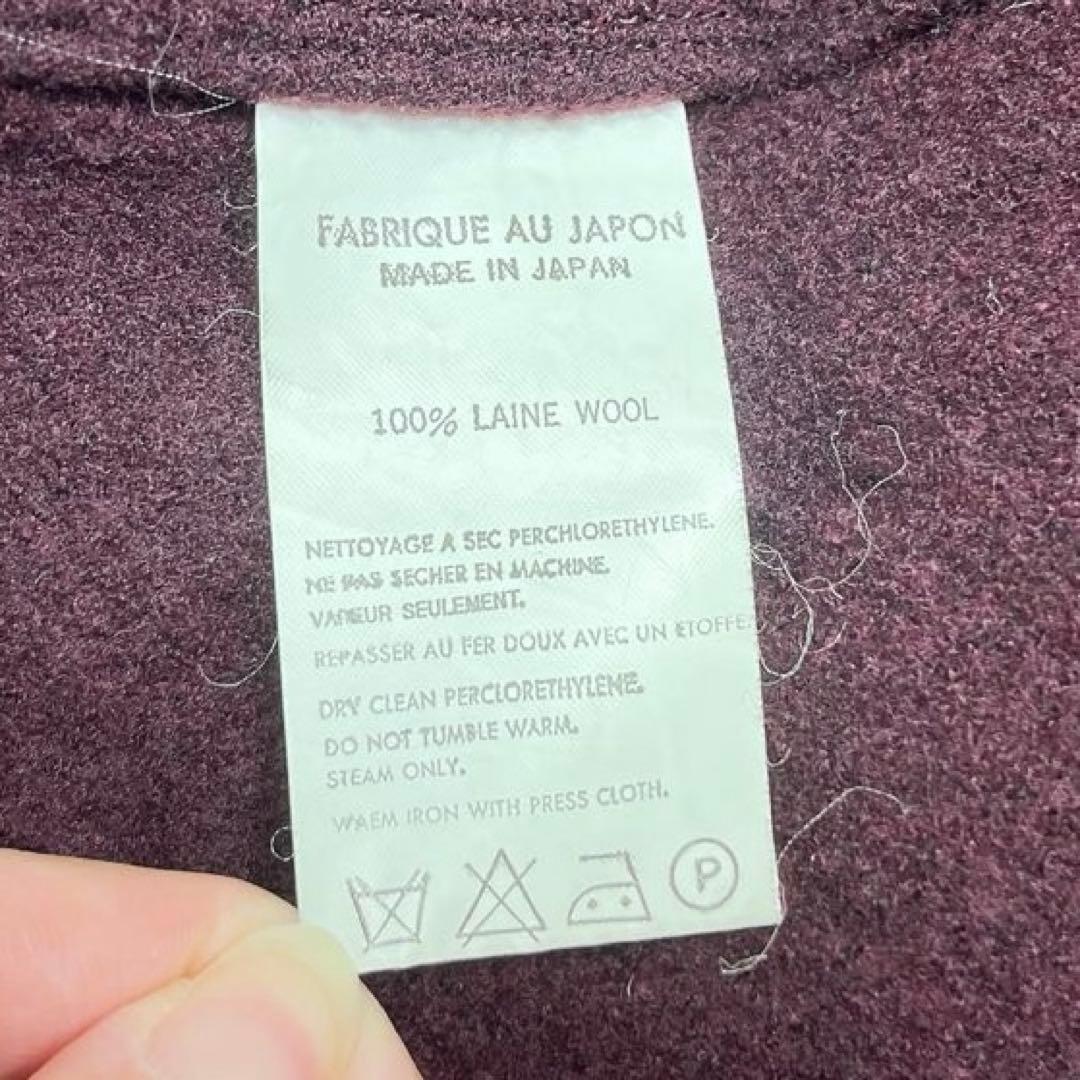 FABRIQUE AU JAPON
MADE IN JAPAN
100% LAINE WOOL
NETTOYAGE A SEC PERCHLORETHYLENE.
NE PAS SECHER EN MACHINE.
VAPEUR SEULEMENT.
REPASSER AU FER DOUX AVEC UN ETOFFE.
DRY CLEAN PERCLORETHYLENE.
DO NOT TUMBLE WARM.
STEAM ONLY.
WAEM IRON WITH PRESS CLOTH.
P